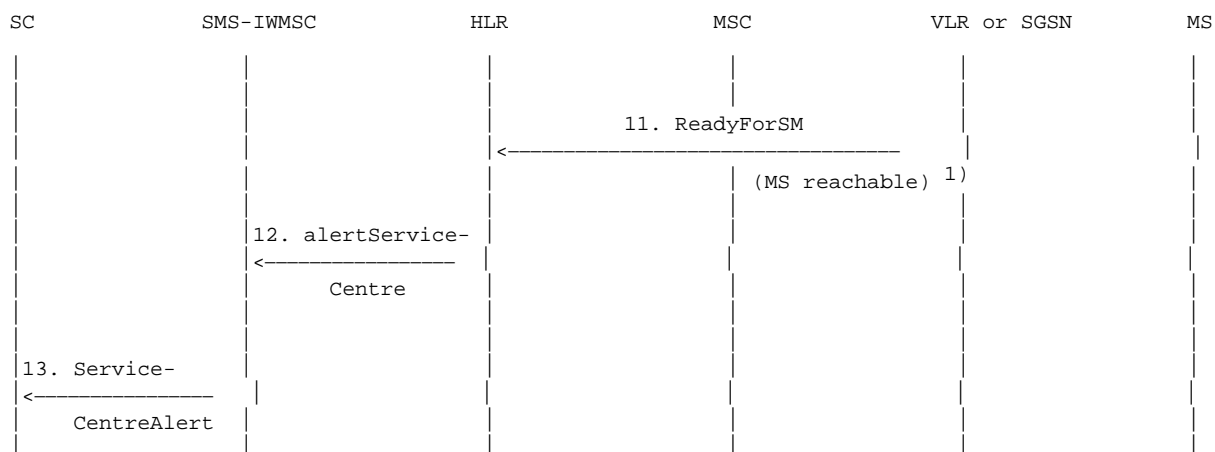 SC SMS-IWMSC HLR MSC VLR or SGSN MS
11. ReadyForSM
(MS reachable) 1)
12. alertService-
Centre
13. Service-
CentreAlert